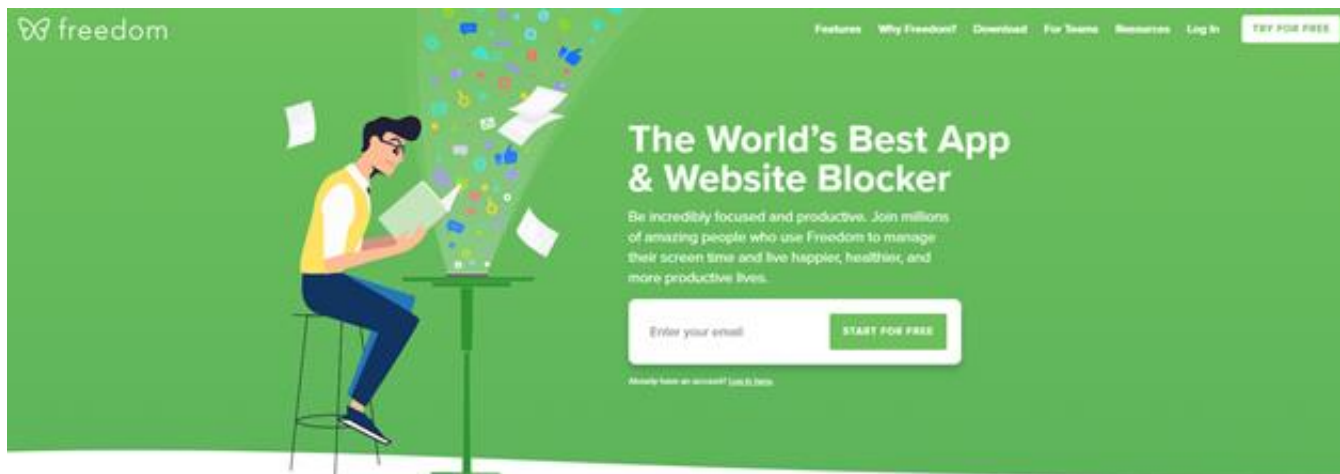 freedom
Features Why Freedom? Download For Teams Resources Log In TRY FOR FREE
The World's Best App
& Website Blocker
Be incredibly focused and productive. Join millions
of amazing people who use Freedom to manage
their screen time and live happier, healthier, and
more productive lives.
Enter your email START FOR FREE
Already have an account? Log in here.